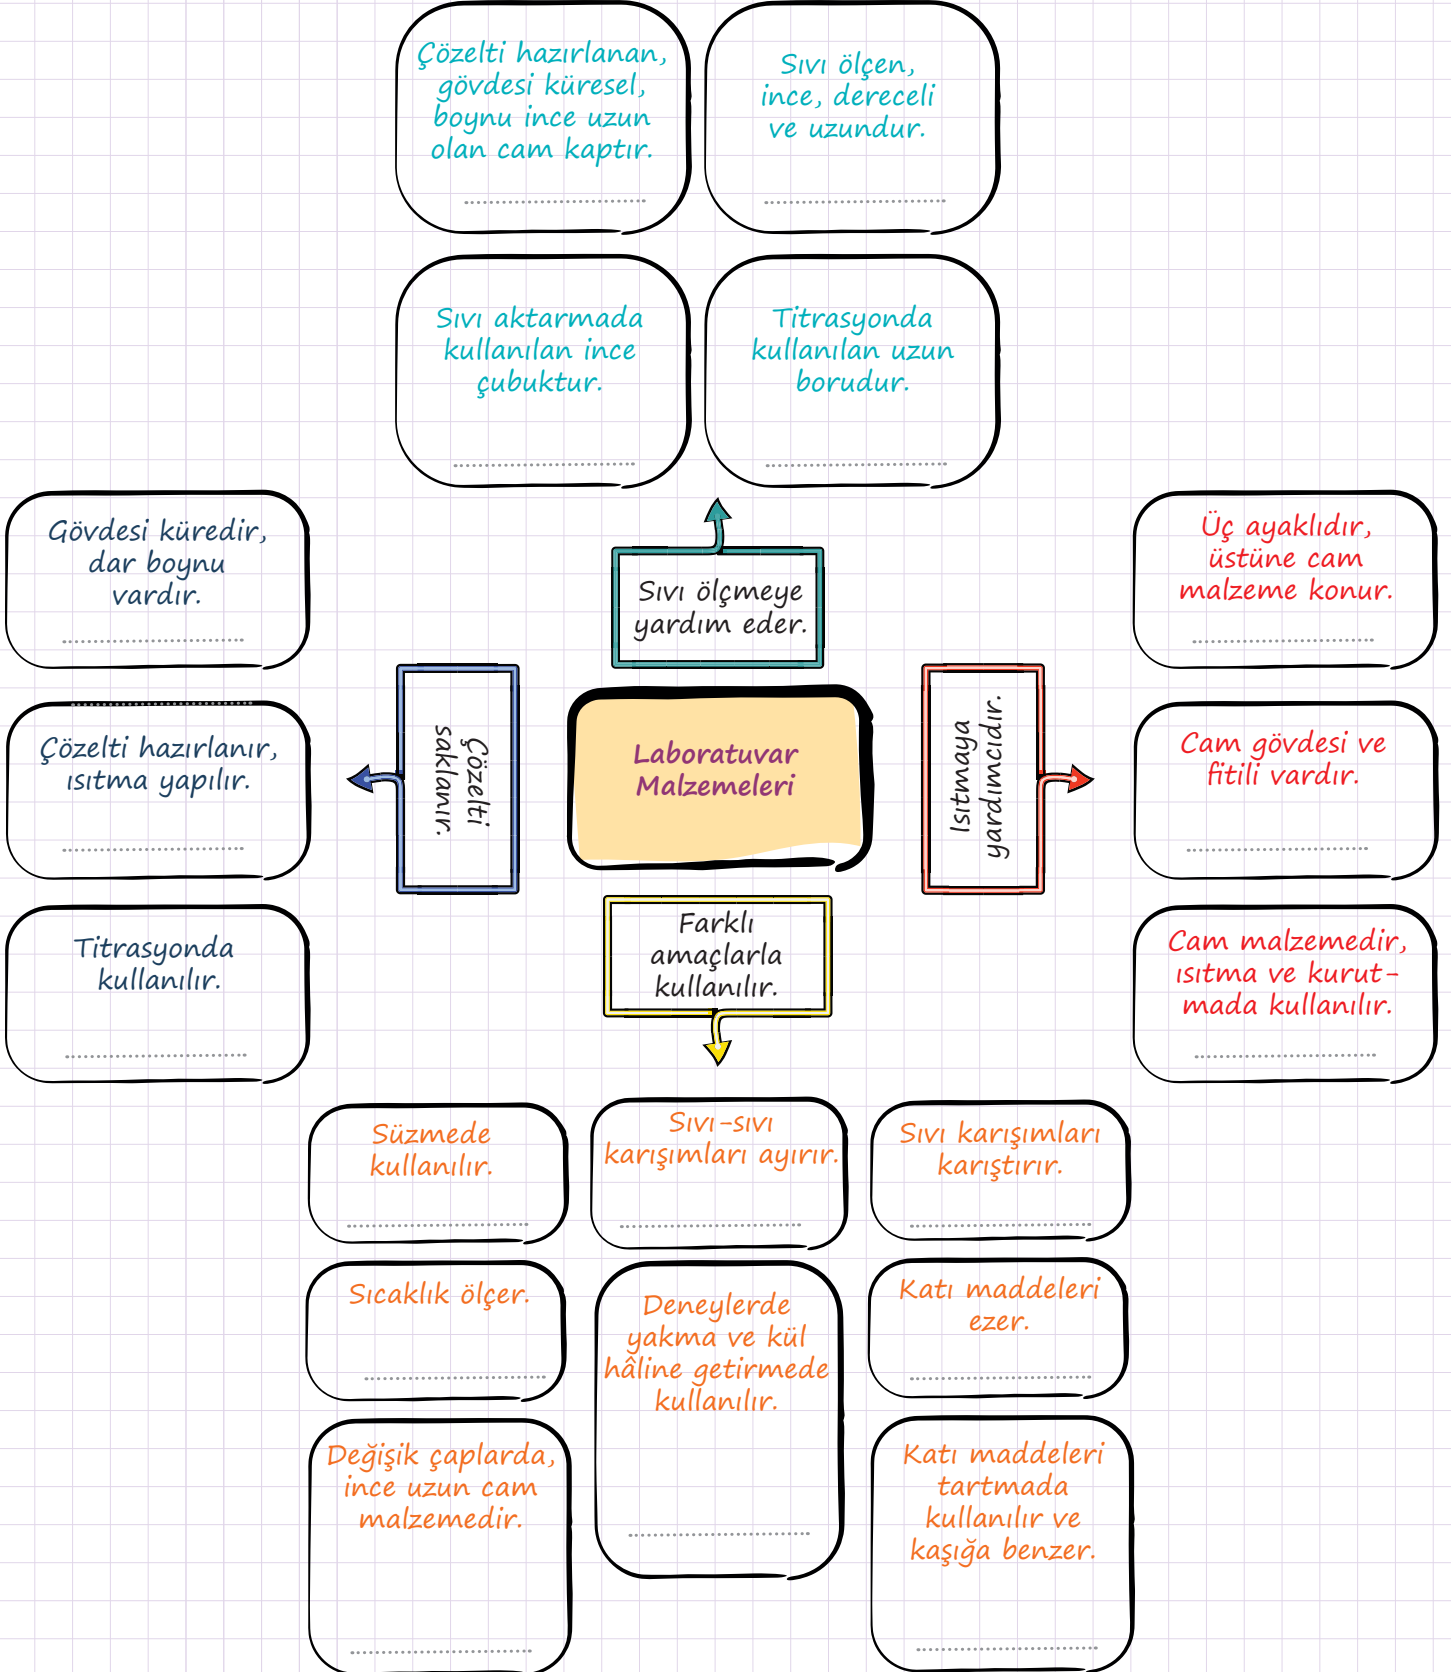 Çözelti hazırlanan,
gövdesi küresel,
boynu ince uzun
olan cam kaptır.
Sıvı ölçen,
ince, dereceli
ve uzundur.
Sıvı aktarmada
kullanılan ince
çubuktur.
Titrasyonda
kullanılan uzun
borudur.
Gövdesi küredir,
dar boynu
vardır.
Çözelti hazırlanır,
ısıtma yapılır.
Titrasyonda
kullanılır.
Çözelti
saklanır.
Sıvı ölçmeye
yardım eder.
Laboratuvar
Malzemeleri
Farklı
amaçlarla
kullanılır.
Isıtmaya
yardımcıdır.
Üç ayaklıdır,
üstüne cam
malzeme konur.
Cam gövdesi ve
fitili vardır.
Cam malzemedir,
ısıtma ve kurut-
mada kullanılır.
Süzmede
kullanılır.
Sıvı-sıvı
karışımları ayırır.
Sıvı karışımları
karıştırır.
Sıcaklık ölçer.
Deneylerde
yakma ve kül
hâline getirmede
kullanılır.
Katı maddeleri
ezer.
Değişik çaplarda,
ince uzun cam
malzemedir.
Katı maddeleri
tartmada
kullanılır ve
kaşığa benzer.